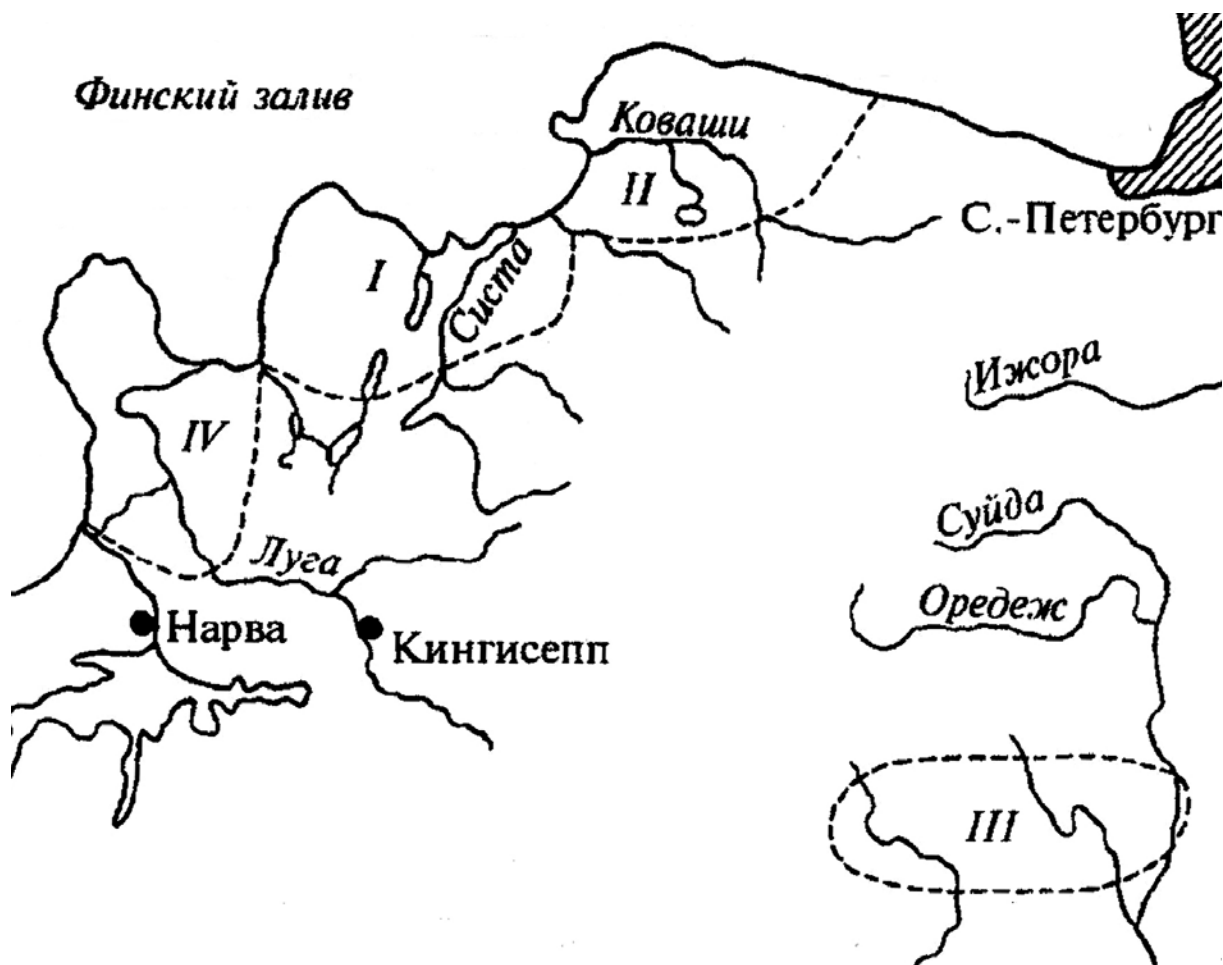 Финский залив
Коваши
II
С.-Петербург
I
Систа
Ижора
IV
Суйда
Луга
Оредеж
Нарва
Кингисепп
III